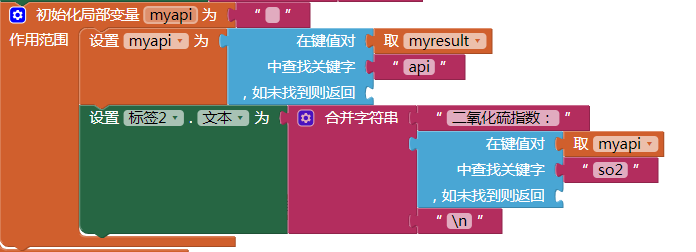 初始化局部变量 myapi 为 “ ”
作用范围 设置 myapi 为 在键值对 取 myresult
中查找关键字 “ api ”
，如未找到则返回
设置 标签2 . 文本 为 合并字符串 “ 二氧化硫指数： ”
在键值对 取 myapi
中查找关键字 “ so2 ”
，如未找到则返回
“ \n ”